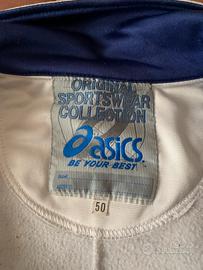 ORIGINAL
SPORTSWEAR
COLLECTION
asics
BE YOUR BEST
50